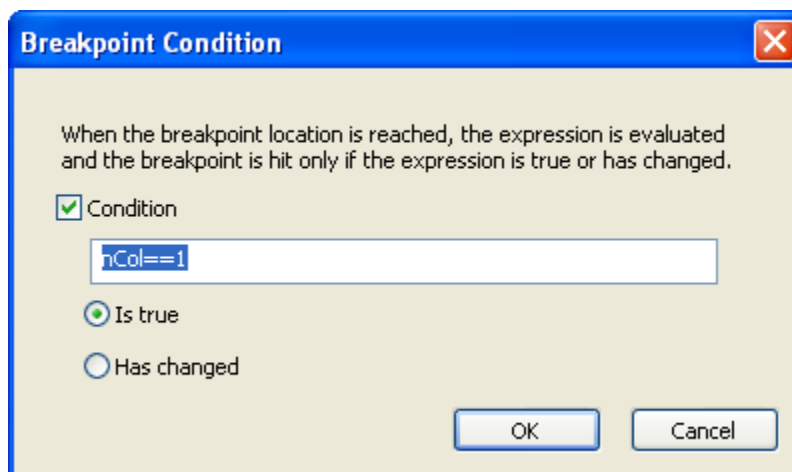 Breakpoint Condition
When the breakpoint location is reached, the expression is evaluated
and the breakpoint is hit only if the expression is true or has changed.
Condition
nCol==1
Is true
Has changed
OK Cancel